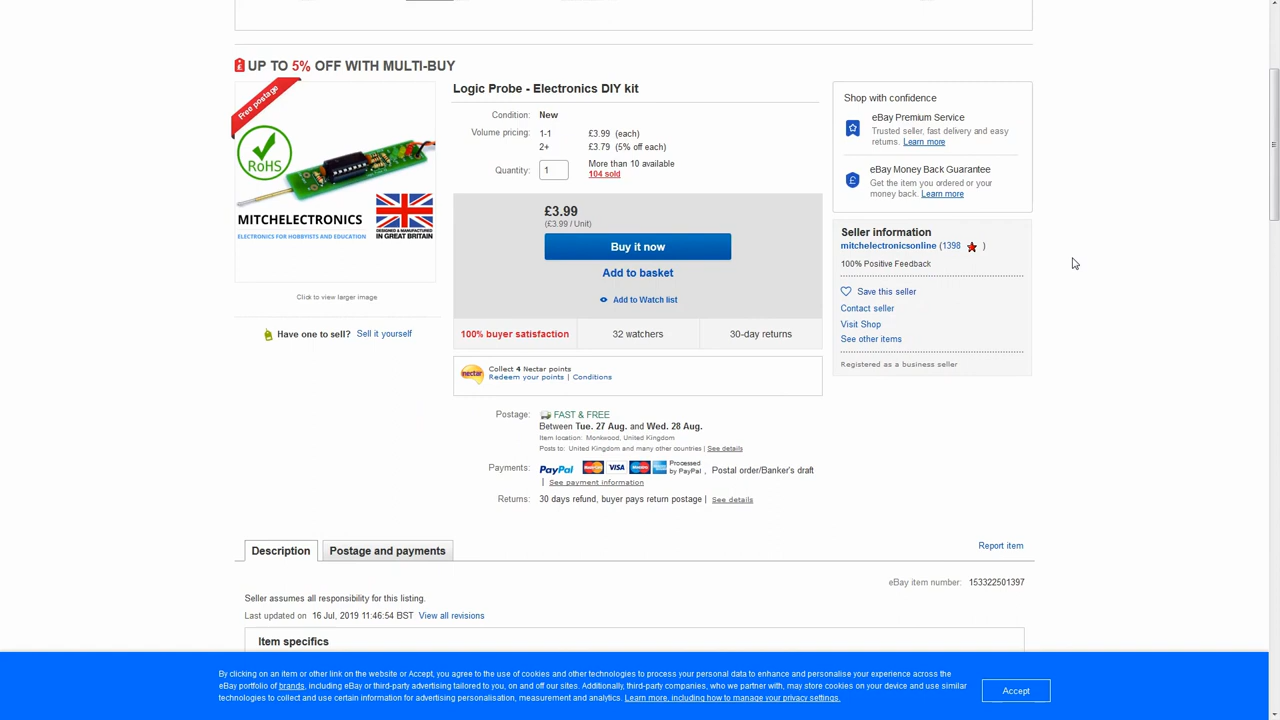 UP TO 5% OFF WITH MULTI-BUY
Free postage
RoHS
MITCHELECTRONICS
ELECTRONICS FOR HOBBYISTS AND EDUCATION
DESIGNED & MANUFACTURED IN
GREAT BRITAIN
Click to view larger image
Have one to sell? Sell it yourself
Logic Probe - Electronics DIY kit
Condition: New
Volume pricing: 1-1 £3.99 (each)
2+ £3.79 (5% off each)
Quantity: 1 More than 10 available
104 sold
£3.99
(£3.99 / Unit)
Buy it now
Add to basket
Add to Watch list
100% buyer satisfaction 32 watchers 30-day returns
nectar
Collect 4 Nectar points
Redeem your points | Conditions
Postage: FAST & FREE
Between Tue. 27 Aug. and Wed. 28 Aug.
Item location: Monkwood, United Kingdom
Posts to: United Kingdom and many other countries | See details
Payments: PayPal MasterCard VISA Maestro Processed by PayPal , Postal order/Banker's draft
| See payment information
Returns: 30 days refund, buyer pays return postage | See details
Shop with confidence
eBay Premium Service
Trusted seller, fast delivery and easy
returns. Learn more
eBay Money Back Guarantee
Get the item you ordered or your
money back. Learn more
Seller information
mitchelectronicsonline (1398 )
100% Positive Feedback
Save this seller
Contact seller
Visit Shop
See other items
Registered as a business seller
Description Postage and payments
Report item
eBay item number: 153322501397
Seller assumes all responsibility for this listing.
Last updated on 16 Jul, 2019 11:46:54 BST View all revisions
Item specifics
By clicking on an item or other link on the website or Accept, you agree to the use of cookies and other technologies to process your personal data to enhance and personalise your experience across the
eBay portfolio of brands, including eBay or third-party advertising tailored to you, on and off our sites. Additionally, third-party companies, who we partner with, may store cookies on your device and use similar
technologies to collect and use certain information for advertising personalisation, measurement and analytics. Learn more, including how to manage your privacy settings.
Accept